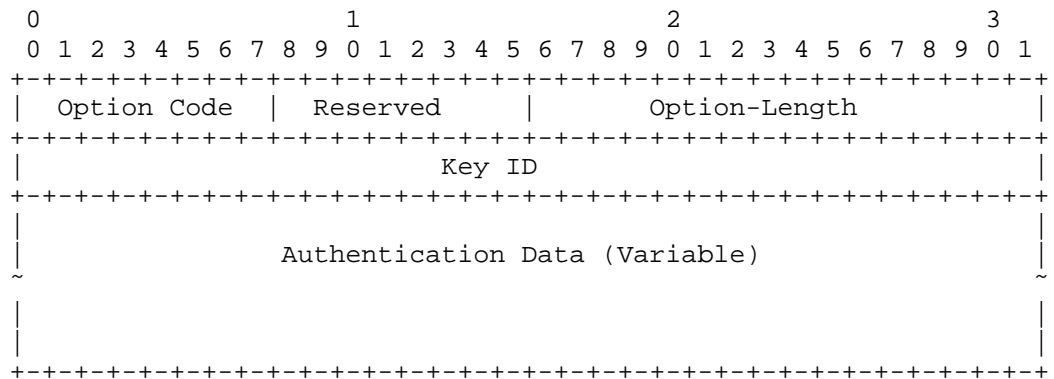 0                   1                   2                   3
 0 1 2 3 4 5 6 7 8 9 0 1 2 3 4 5 6 7 8 9 0 1 2 3 4 5 6 7 8 9 0 1
+-+-+-+-+-+-+-+-+-+-+-+-+-+-+-+-+-+-+-+-+-+-+-+-+-+-+-+-+-+-+-+-+
|  Option Code  |  Reserved     |       Option-Length           |
+-+-+-+-+-+-+-+-+-+-+-+-+-+-+-+-+-+-+-+-+-+-+-+-+-+-+-+-+-+-+-+-+
|                          Key ID                               |
+-+-+-+-+-+-+-+-+-+-+-+-+-+-+-+-+-+-+-+-+-+-+-+-+-+-+-+-+-+-+-+-+
|                                                               |
|                Authentication Data (Variable)                 |
~                                                               ~
|                                                               |
|                                                               |
+-+-+-+-+-+-+-+-+-+-+-+-+-+-+-+-+-+-+-+-+-+-+-+-+-+-+-+-+-+-+-+-+